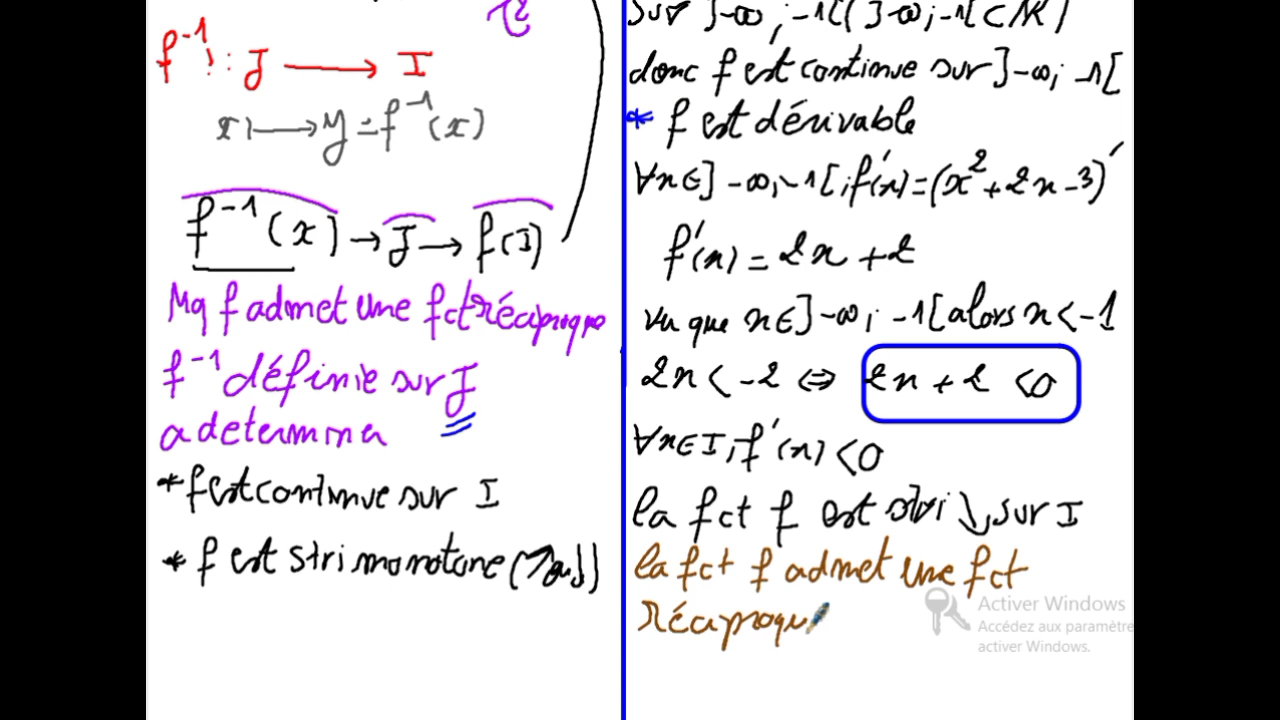 f⁻¹ : J ⟶ I
x ⟼ y = f⁻¹(x)
f⁻¹(x) → J → f(I)
Mq f admet une fct réciproque
f⁻¹ définie sur J
a determiner
* f est continue sur I
* f est stri monotone (↗ou↓)
sur ]-∞; -1[ (]-∞; -1[ ⊂ ℝ)
donc f est continue sur ]-∞; -1[
* f est dérivable
∀x∈]-∞; -1[; f'(x) = (x² + 2x - 3)'
f'(x) = 2x + 2
vu que x∈]-∞; -1[ alors x < -1
2x < -2 ⇔ 2x + 2 < 0
∀x∈I; f'(x) < 0
la fct f est stri ↘ sur I
la fct f admet une fct
réciproqu
Activer Windows
Accédez aux paramètre
activer Windows.